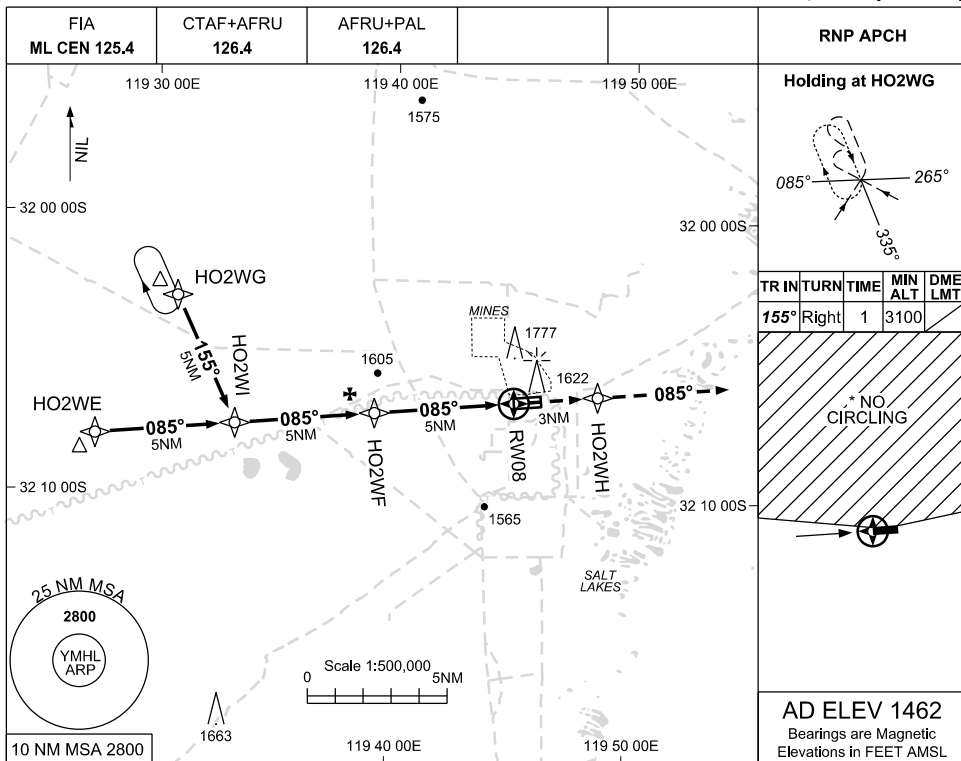 FIA
ML CEN 125.4
CTAF+AFRU
126.4
AFRU+PAL
126.4
RNP APCH
119 30 00E
119 40 00E
119 50 00E
1575
NIL
32 00 00S
32 00 00S
Holding at HO2WG
085°
265°
335°
TR IN
TURN
TIME
MIN ALT
DME LMT
155°
Right
1
3100
HO2WG
155°
5NM
HO2WI
MINES
1777
1605
1622
HO2WE
085°
5NM
085°
5NM
085°
5NM
3NM
085°
HO2WF
RW08
HO2WH
* NO
CIRCLING
32 10 00S
32 10 00S
1565
SALT
LAKES
25 NM MSA
2800
YMHL
ARP
Scale 1:500,000
0
5NM
1663
10 NM MSA 2800
119 40 00E
119 50 00E
AD ELEV 1462
Bearings are Magnetic
Elevations in FEET AMSL